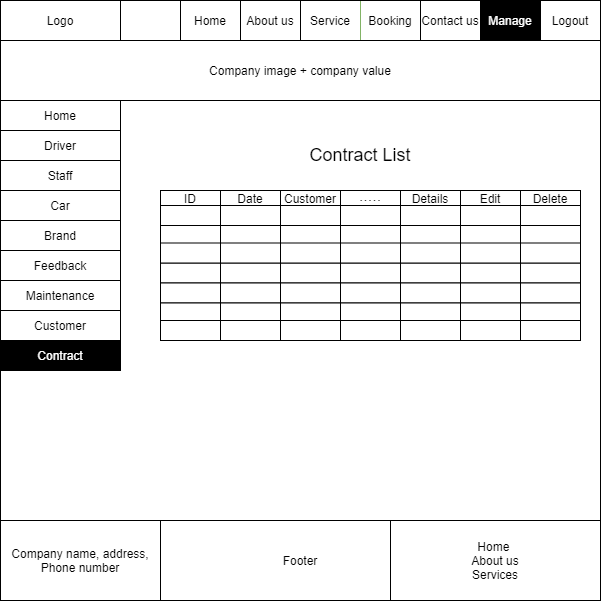 Logo
Home
About us
Service
Booking
Contact us
Manage
Logout
Company image + company value
Home
Driver
Staff
Car
Brand
Feedback
Maintenance
Customer
Contract
Contract List
ID
Date
Customer
.....
Details
Edit
Delete
Company name, address,
Phone number
Footer
Home
About us
Services